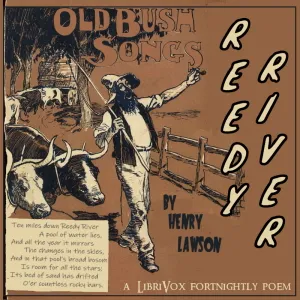 OLD BUSH
SONGS
REEDY
RIVER
BY
HENRY
LAWSON
Ten miles down Reedy River
A pool of water lies,
And all the year it mirrors
The changes in the skies,
And in that pool's broad bosom
Is room for all the stars;
Its bed of sand has drifted
O'er countless rocky bars.
A LIBRIVOX FORTNIGHTLY POEM